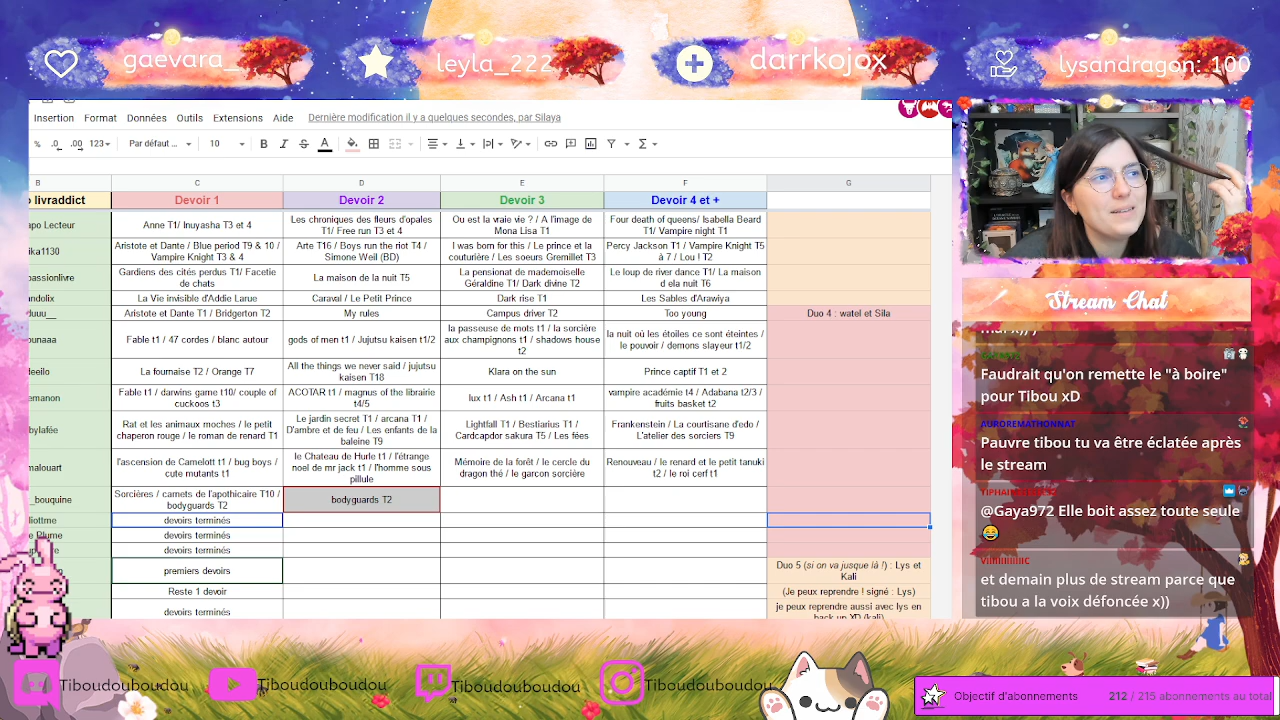 gaevara_
leyla_222
darrkojox
lysandragon: 100
Insertion Format Données Outils Extensions Aide
modification il y a quelques secondes, par Silaya
% .0 .00 123 Par défaut ... 10 B I S A
B C D E F G
livraddict Devoir 1 Devoir 2 Devoir 3 Devoir 4 et +
apo Lecteur
Anne T1/ Inuyasha T3 et 4
Les chroniques des fleurs d'opales
T1/ Free run T3 et 4
Ou est la vraie vie ? / A l'image de
Mona Lisa T1
Four death of queens/ Isabella Beard
T1/ Vampire night T1
ika1130
Aristote et Dante / Blue period T9 & 10 /
Vampire Knight T3 & 4
Arte T16 / Boys run the riot T4 /
Simone Weil (BD)
I was born for this / Le prince et la
couturière / Les soeurs Gremillet T3
Percy Jackson T1 / Vampire Knight T5
à 7 / Lou ! T2
passionlivre
Gardiens des cités perdus T1/ Facetie
de chats
La maison de la nuit T5
La pensionat de mademoiselle
Géraldine T1/ Dark divine T2
Le loup de river dance T1/ La maison
d ela nuit T6
andolix
La Vie invisible d'Addie Larue
Caraval / Le Petit Prince
Dark rise T1
Les Sables d'Arawiya
duuu__
Aristote et Dante T1 / Bridgerton T2
My rules
Campus driver T2
Too young
Duo 4 : watel et Sila
ounaaa
Fable t1 / 47 cordes / blanc autour
gods of men t1 / Jujutsu kaisen t1/2
la passeuse de mots t1 / la sorcière
aux champignons t1 / shadows house
t2
la nuit où les étoiles ce sont éteintes /
le pouvoir / demons slayeur t1/2
eeilo
La fournaise T2 / Orange T7
All the things we never said / jujutsu
kaisen T18
Klara on the sun
Prince captif T1 et 2
emanon
Fable t1 / darwins game t10/ couple of
cuckoos t3
ACOTAR t1 / magnus of the librairie
t4/5
lux t1 / Ash t1 / Arcana t1
vampire académie t4 / Adabana t2/3 /
fruits basket t2
bylafée
Rat et les animaux moches / le petit
chaperon rouge / le roman de renard T1
Le jardin secret T1 / arcana T1 /
D'ambre et de feu / Les enfants de la
baleine T9
Lightfall T1 / Bestiarius T1 /
Cardcapdor sakura T5 / Les fées
Frankenstein / La courtisane d'edo /
L'atelier des sorciers T9
malouart
l'ascension de Camelott t1 / bug boys /
cute mutants t1
le Chateau de Hurle t1 / l'étrange
noel de mr jack t1 / l'homme sous
pillule
Mémoire de la forêt / le cercle du
dragon thé / le garcon sorcière
Renouveau / le renard et le petit tanuki
t2 / le roi cerf t1
_bouquine
Sorcières / carnets de l'apothicaire T10 /
bodyguards T2
bodyguards T2
liottme
devoirs terminés
e Plume
devoirs terminés
devoirs terminés
premiers devoirs
Duo 5 (si on va jusque là !) : Lys et
Kali
Reste 1 devoir
(Je peux reprendre ! signé : Lys)
devoirs terminés
je peux reprendre aussi avec lys en
back up XD (kali)
Stream Chat
Faudrait qu'on remette le "à boire"
pour Tibou xD
AUROREMATHONNAT
Pauvre tibou tu va être éclatée après
le stream
@Gaya972 Elle boit assez toute seule
😂
et demain plus de stream parce que
tibou a la voix défoncée x))
Tiboudouboudou
Tiboudouboudou
Tiboudouboudou
Tiboudouboudou
Objectif d'abonnements 212 / 215 abonnements au total